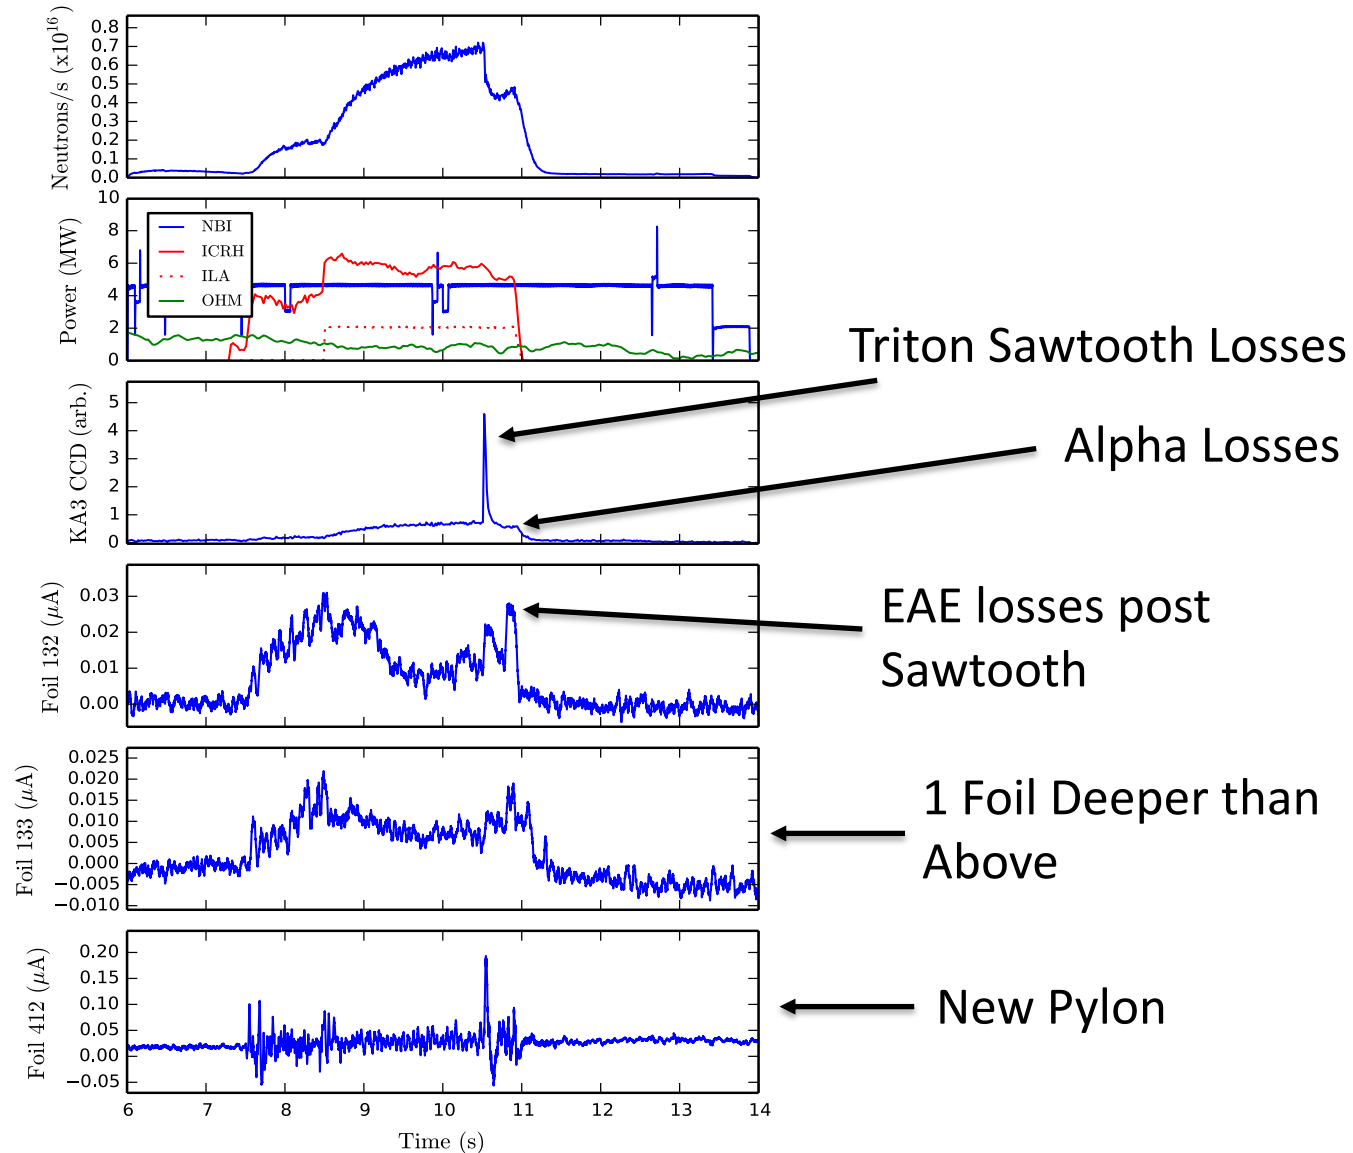 Neutrons/s (x10^16)
0.8
0.7
0.6
0.5
0.4
0.3
0.2
0.1
0.0
Power (MW)
10
8
6
4
2
0
NBI
ICRH
ILA
OHM
Triton Sawtooth Losses
KA3 CCD (arb.)
5
4
3
2
1
0
Alpha Losses
Foil 132 (μA)
0.03
0.02
0.01
0.00
EAE losses post
Sawtooth
Foil 133 (μA)
0.025
0.020
0.015
0.010
0.005
0.000
−0.005
−0.010
1 Foil Deeper than
Above
Foil 412 (μA)
0.20
0.15
0.10
0.05
0.00
−0.05
New Pylon
6 7 8 9 10 11 12 13 14
Time (s)